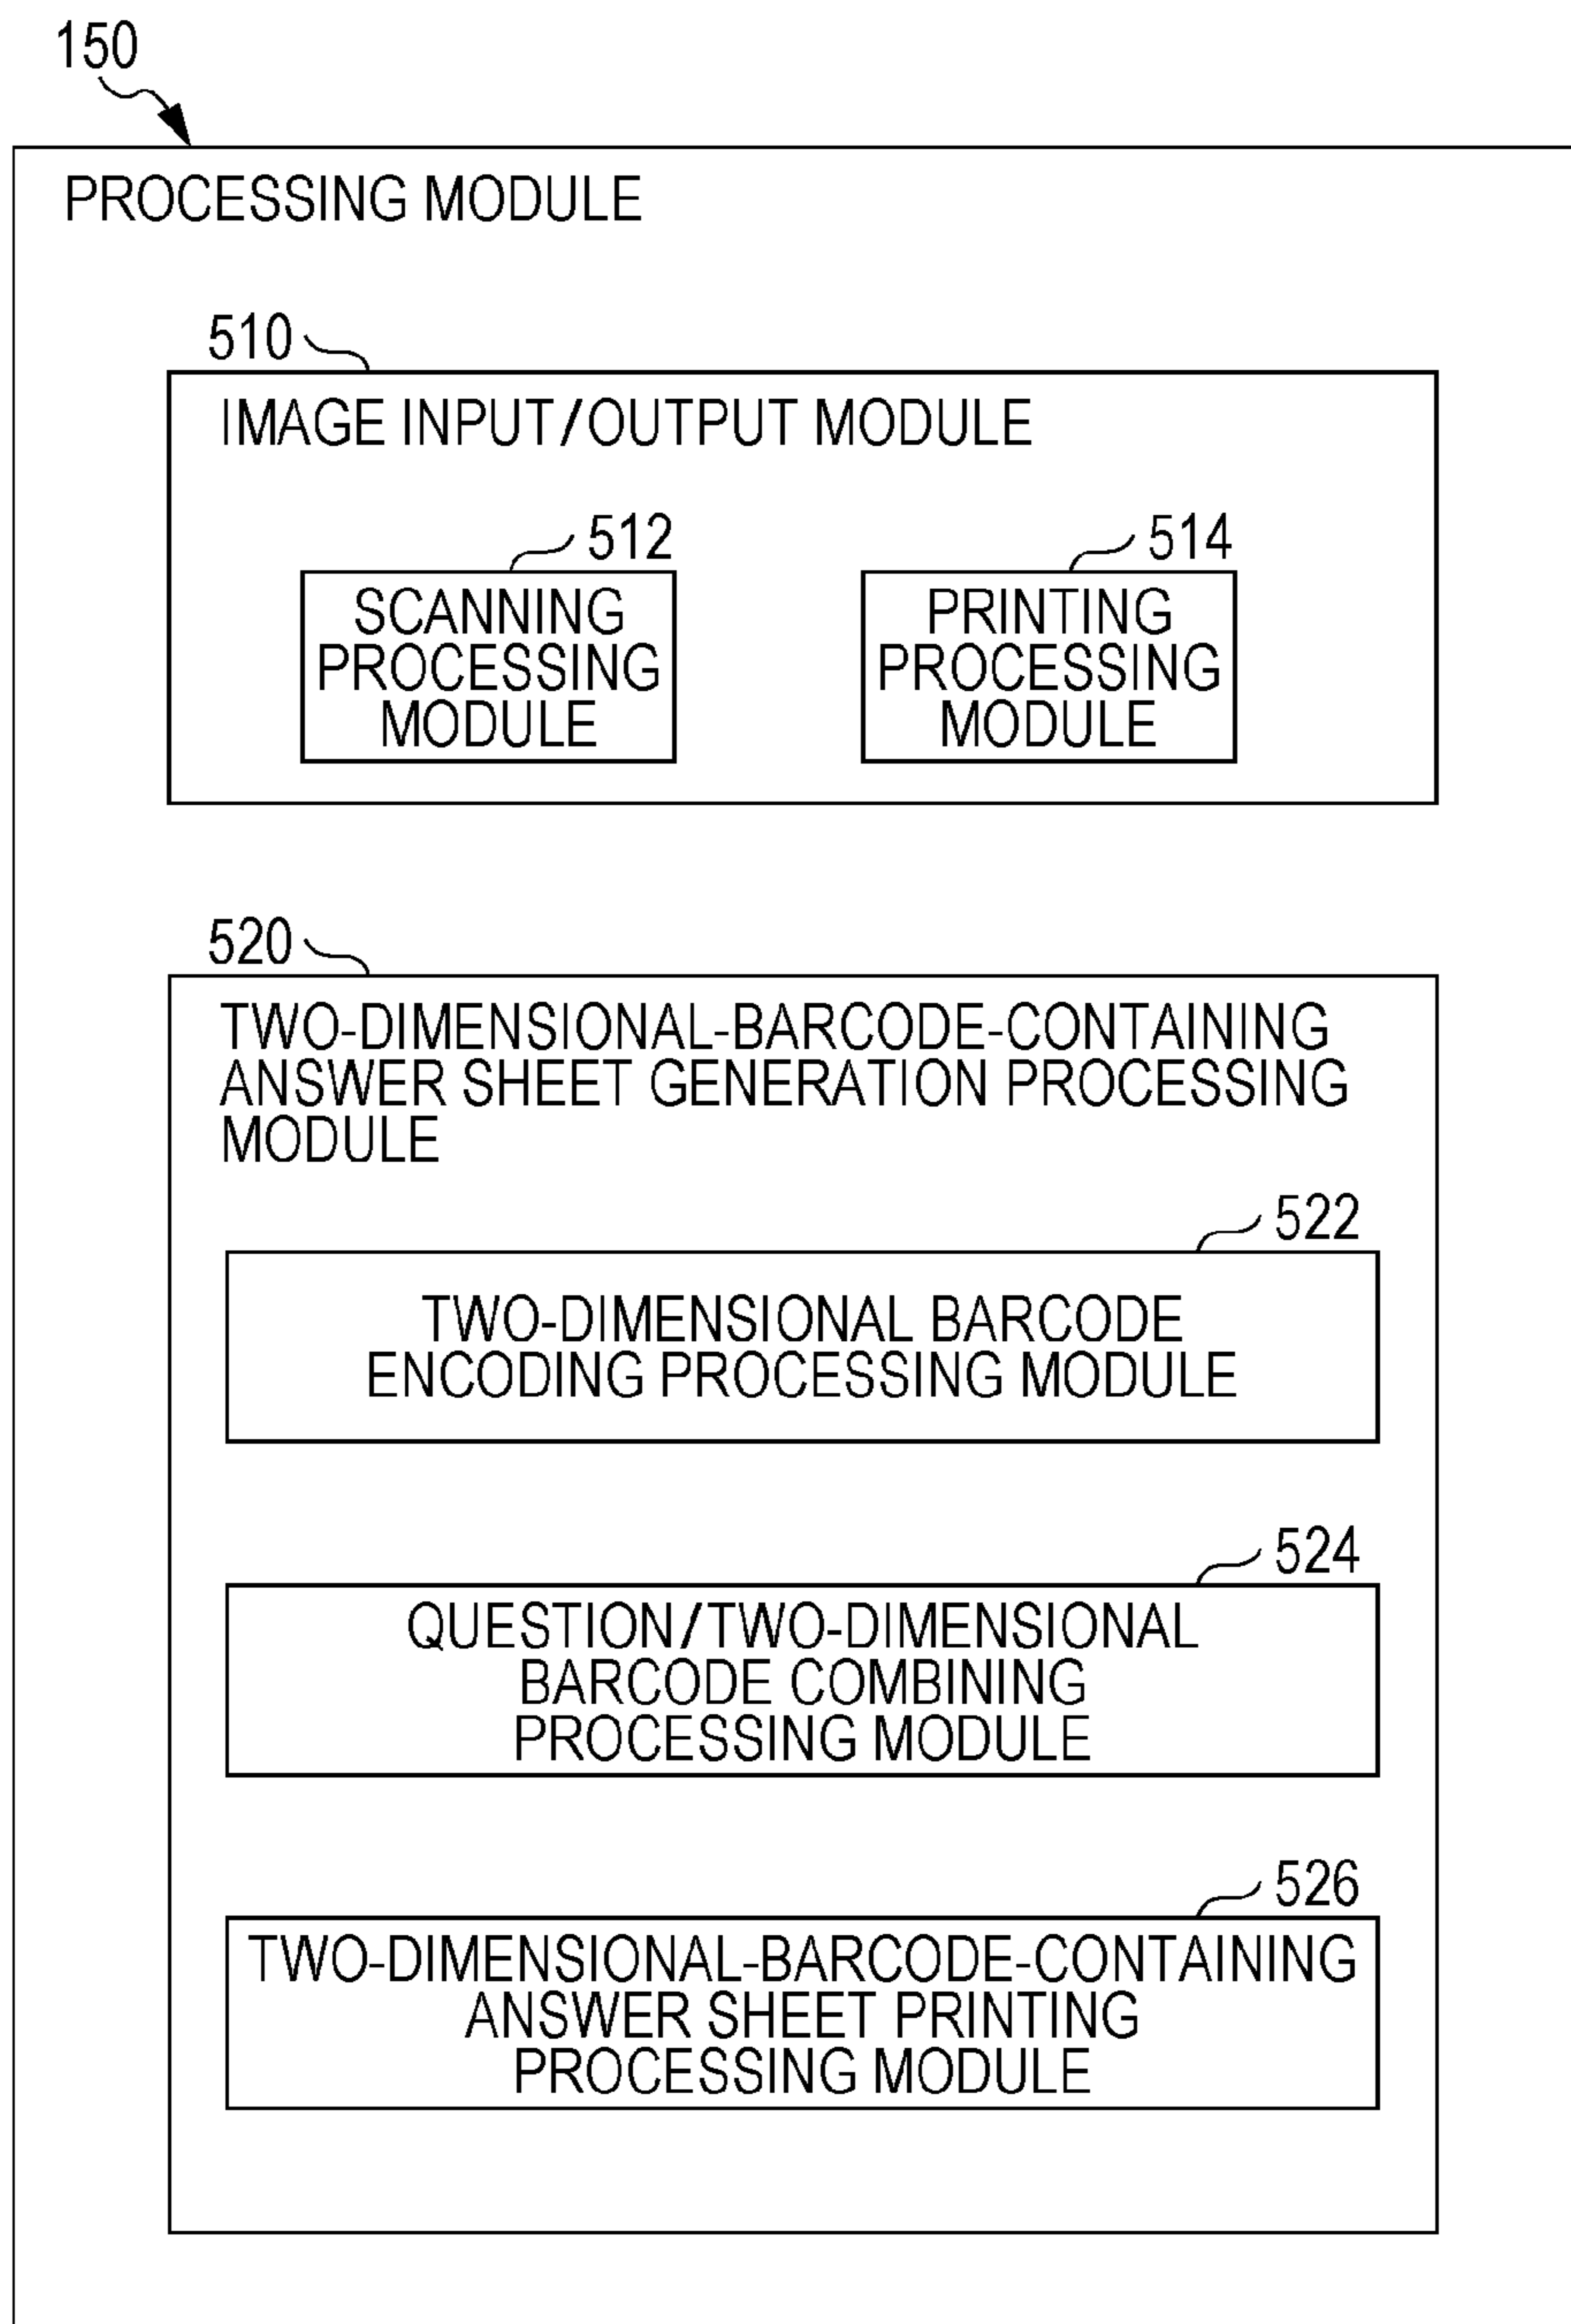 150
PROCESSING MODULE
510
IMAGE INPUT/OUTPUT MODULE
512
SCANNING
PROCESSING
MODULE
514
PRINTING
PROCESSING
MODULE
520
TWO-DIMENSIONAL-BARCODE-CONTAINING
ANSWER SHEET GENERATION PROCESSING
MODULE
522
TWO-DIMENSIONAL BARCODE
ENCODING PROCESSING MODULE
524
QUESTION/TWO-DIMENSIONAL
BARCODE COMBINING
PROCESSING MODULE
526
TWO-DIMENSIONAL-BARCODE-CONTAINING
ANSWER SHEET PRINTING
PROCESSING MODULE